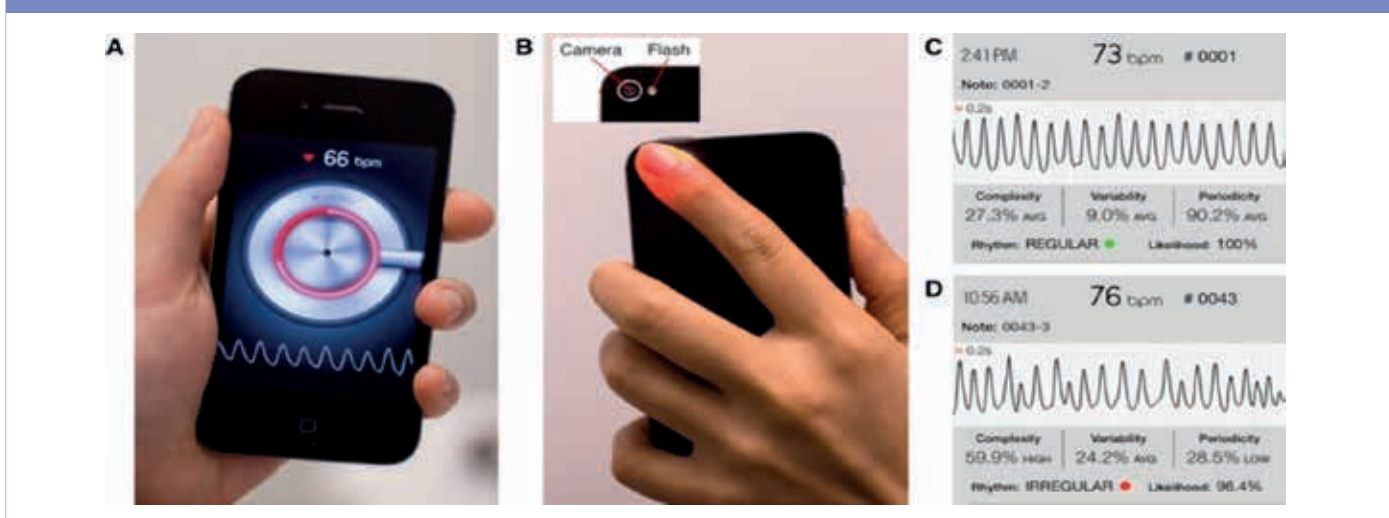 A
66 bpm
B
Camera Flash
C
2:41 PM 73 bpm # 0001
Note: 0001-2
0.2s
Complexity Variability Periodicity
27.3% AVG 9.0% AVG 90.2% AVG
Rhythm: REGULAR Likelihood: 100%
D
10:56 AM 76 bpm # 0043
Note: 0043-3
0.2s
Complexity Variability Periodicity
59.9% HIGH 24.2% AVG 28.5% LOW
Rhythm: IRREGULAR Likelihood: 96.4%